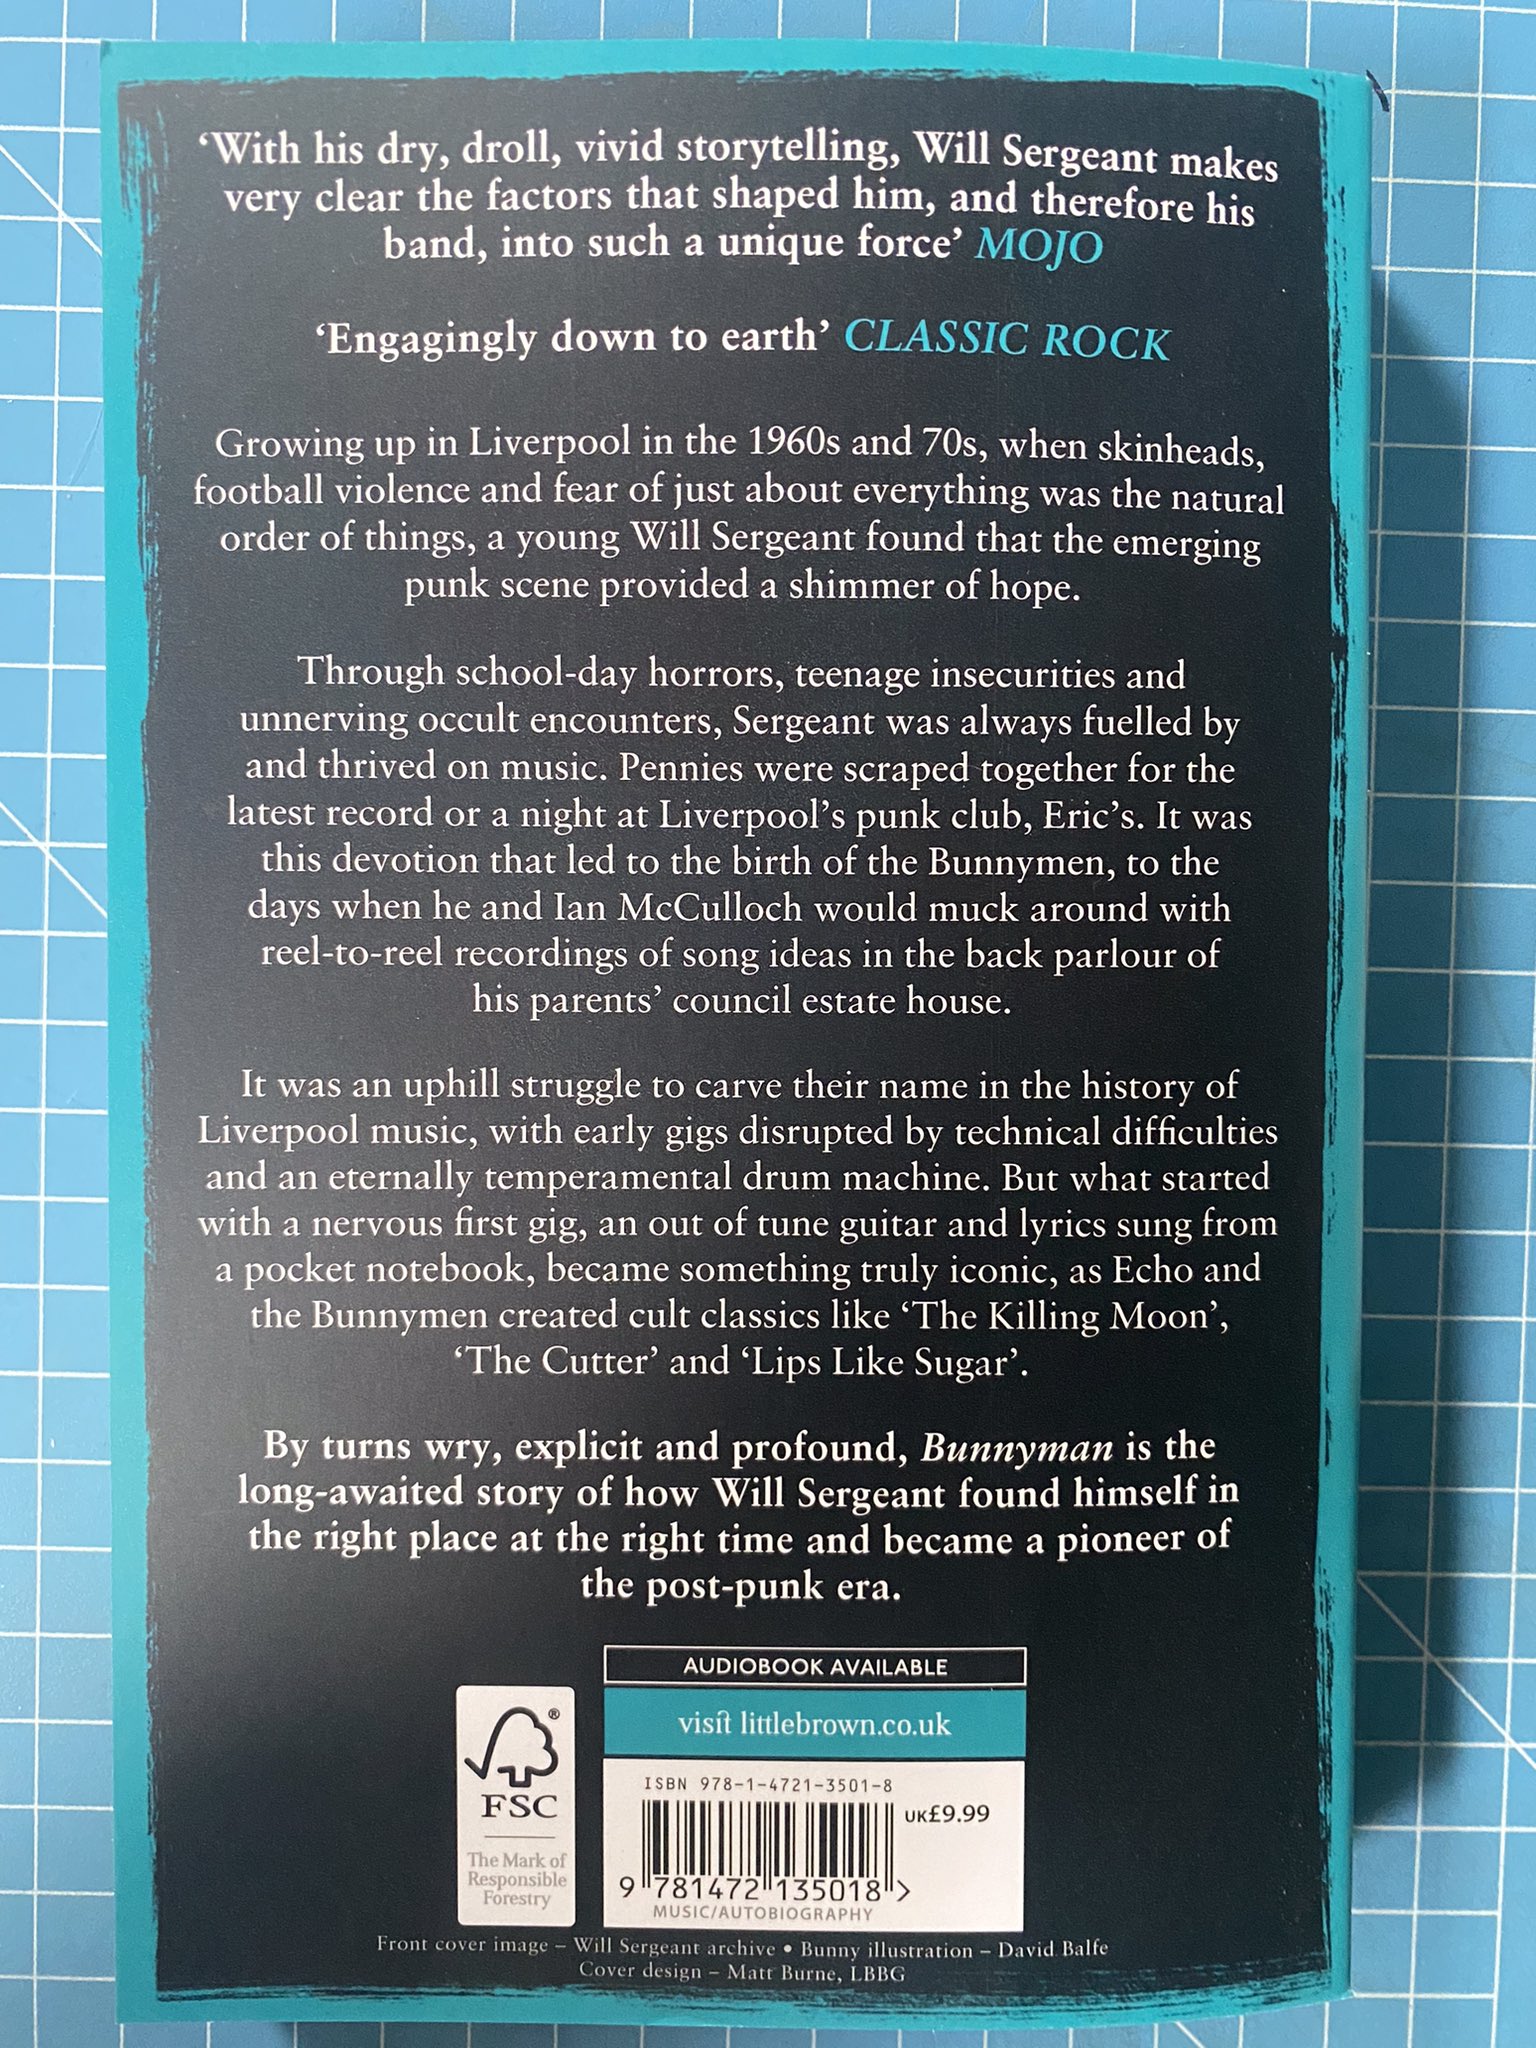 ‘With his dry, droll, vivid storytelling, Will Sergeant makes
very clear the factors that shaped him, and therefore his
band, into such a unique force’ MOJO
‘Engagingly down to earth’ CLASSIC ROCK
Growing up in Liverpool in the 1960s and 70s, when skinheads,
football violence and fear of just about everything was the natural
order of things, a young Will Sergeant found that the emerging
punk scene provided a shimmer of hope.
Through school-day horrors, teenage insecurities and
unnerving occult encounters, Sergeant was always fuelled by
and thrived on music. Pennies were scraped together for the
latest record or a night at Liverpool’s punk club, Eric’s. It was
this devotion that led to the birth of the Bunnymen, to the
days when he and Ian McCulloch would muck around with
reel-to-reel recordings of song ideas in the back parlour of
his parents’ council estate house.
It was an uphill struggle to carve their name in the history of
Liverpool music, with early gigs disrupted by technical difficulties
and an eternally temperamental drum machine. But what started
with a nervous first gig, an out of tune guitar and lyrics sung from
a pocket notebook, became something truly iconic, as Echo and
the Bunnymen created cult classics like ‘The Killing Moon’,
‘The Cutter’ and ‘Lips Like Sugar’.
By turns wry, explicit and profound, Bunnyman is the
long-awaited story of how Will Sergeant found himself in
the right place at the right time and became a pioneer of
the post-punk era.
AUDIOBOOK AVAILABLE
visit littlebrown.co.uk
®
FSC
The Mark of
Responsible
Forestry
ISBN 978-1-4721-3501-8
UK£9.99
9 781472 135018 >
MUSIC/AUTOBIOGRAPHY
Front cover image – Will Sergeant archive • Bunny illustration – David Balfe
Cover design – Matt Burne, LBBG